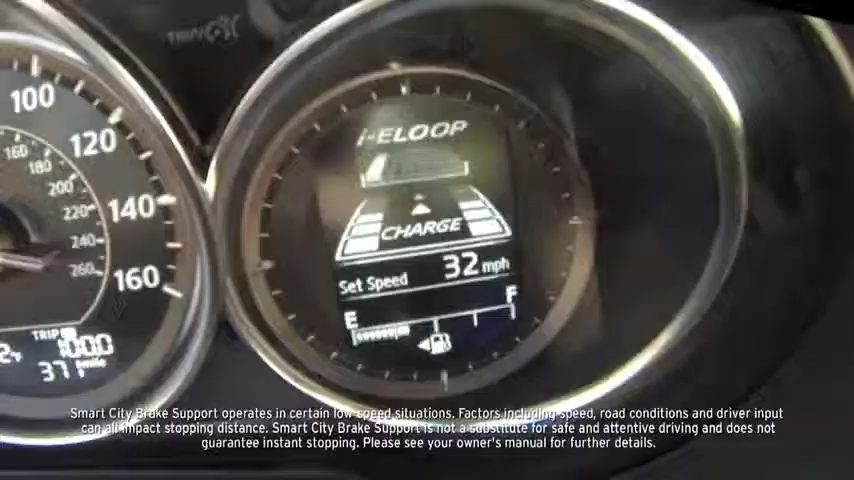 100
120
140
160
160
180
200
220
240
260
TRIP
1000
mile
i-ELOOP
CHARGE
Set Speed 32 mph
E F
Smart City Brake Support operates in certain low-speed situations. Factors including speed, road conditions and driver input
can all impact stopping distance. Smart City Brake Support is not a substitute for safe and attentive driving and does not
guarantee instant stopping. Please see your owner's manual for further details.